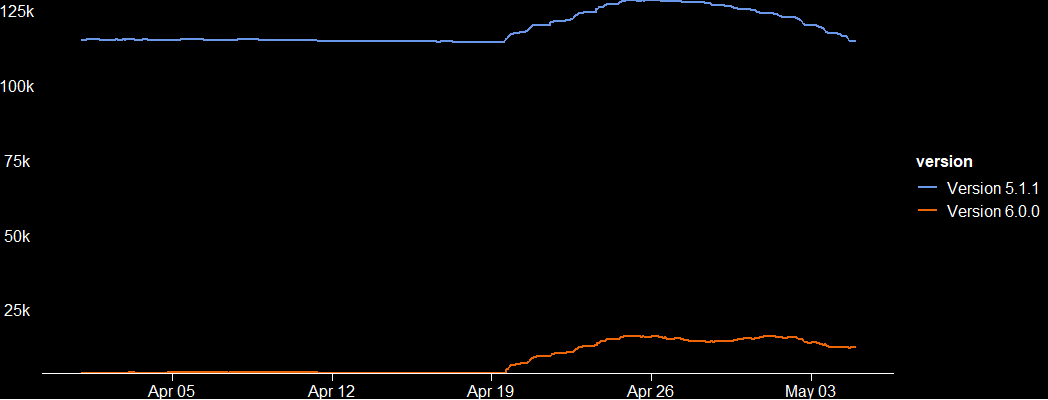 125k
100k
75k
50k
25k
Apr 05
Apr 12
Apr 19
Apr 26
May 03
version
Version 5.1.1
Version 6.0.0